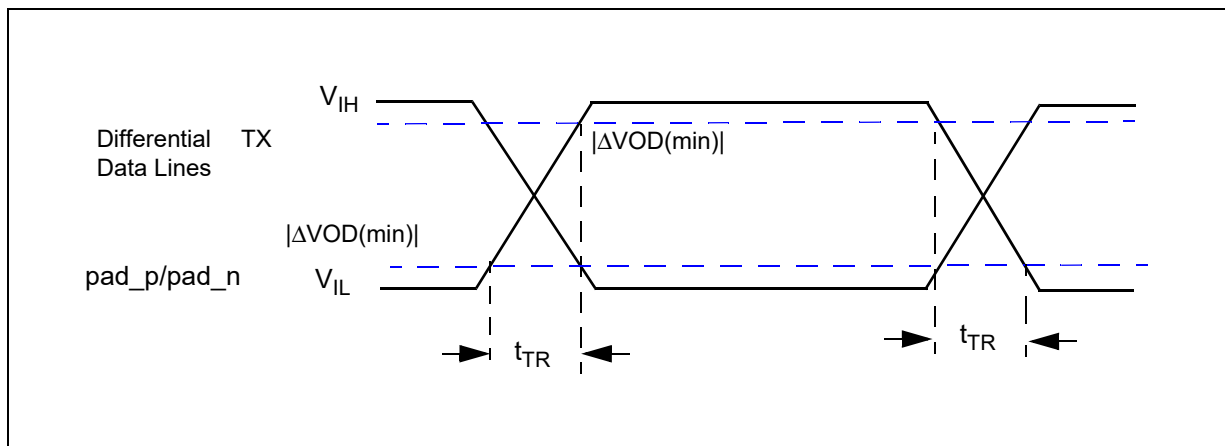 V_IH
Differential TX
Data Lines
|ΔVOD(min)|
|ΔVOD(min)|
pad_p/pad_n
V_IL
t_TR
t_TR